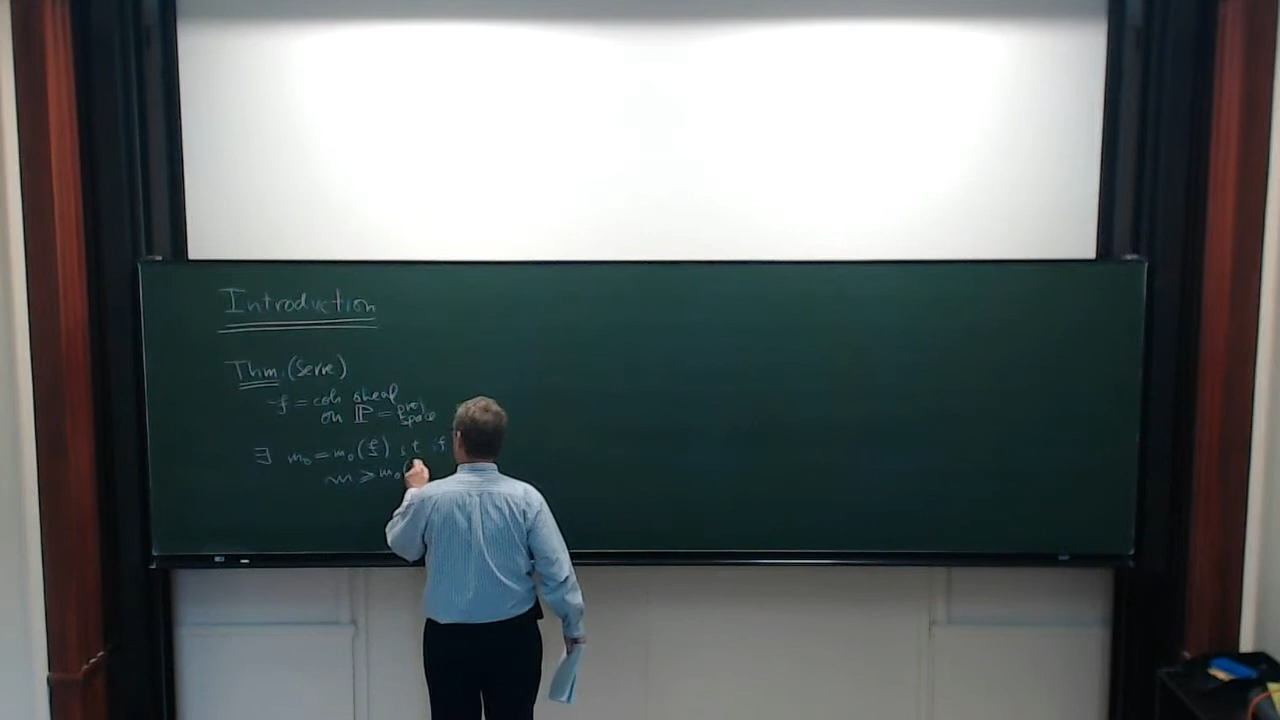 Introduction
Thm. (Serre)
F = coh sheaf
on ℙ = proj
space
∃ m₀ = m₀(F) s.t. if
m ≥ m₀